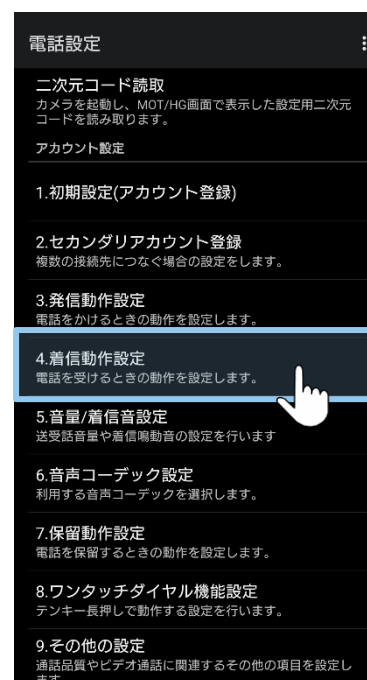 電話設定
二次元コード読取
カメラを起動し、MOT/HG画面で表示した設定用二次元
コードを読み取ります。
アカウント設定
1.初期設定(アカウント登録)
2.セカンダリアカウント登録
複数の接続先につなぐ場合の設定をします。
3.発信動作設定
電話をかけるときの動作を設定します。
4.着信動作設定
電話を受けるときの動作を設定します。
5.音量/着信音設定
送受話音量や着信鳴動音の設定を行います
6.音声コーデック設定
利用する音声コーデックを選択します。
7.保留動作設定
電話を保留するときの動作を設定します。
8.ワンタッチダイヤル機能設定
テンキー長押しで動作する設定を行います。
9.その他の設定
通話品質やビデオ通話に関連するその他の項目を設定し
ます